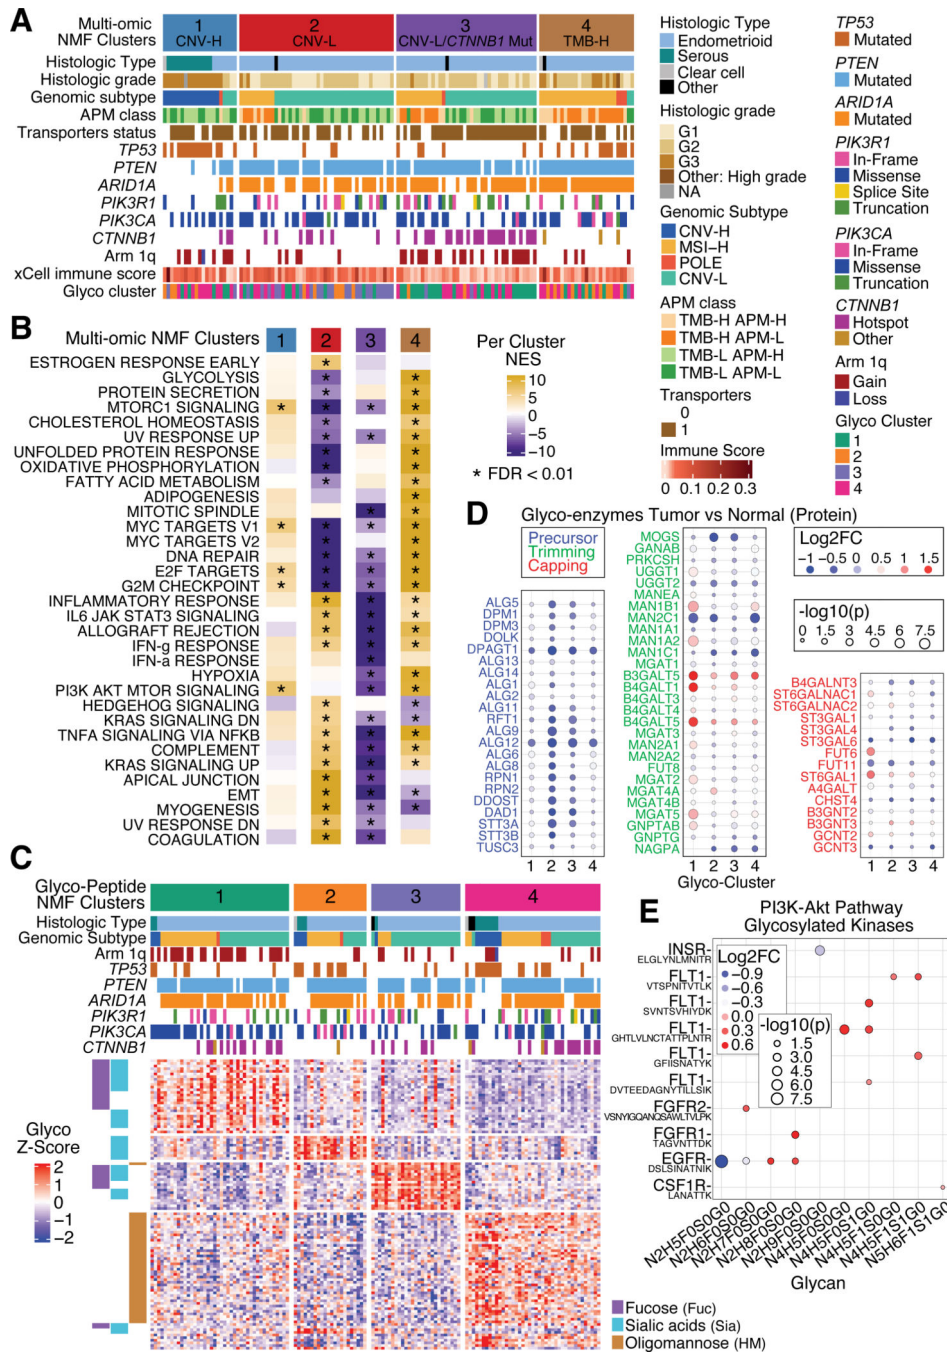 A
Multi-omic
NMF Clusters
1
CNV-H
2
CNV-L
3
CNV-L/CTNNB1 Mut
4
TMB-H
Histologic Type
Histologic grade
Genomic subtype
APM class
Transporters status
TP53
PTEN
ARID1A
PIK3R1
PIK3CA
CTNNB1
Arm 1q
xCell immune score
Glyco cluster
Histologic Type
Endometrioid
Serous
Clear cell
Other
Histologic grade
G1
G2
G3
Other: High grade
NA
Genomic Subtype
CNV-H
MSI-H
POLE
CNV-L
APM class
TMB-H APM-H
TMB-H APM-L
TMB-L APM-H
TMB-L APM-L
Transporters
0
1
Immune Score
0 0.1 0.2 0.3
TP53
Mutated
PTEN
Mutated
ARID1A
Mutated
PIK3R1
In-Frame
Missense
Splice Site
Truncation
PIK3CA
In-Frame
Missense
Truncation
CTNNB1
Hotspot
Other
Arm 1q
Gain
Loss
Glyco Cluster
1
2
3
4
B
Multi-omic NMF Clusters
1 2 3 4
ESTROGEN RESPONSE EARLY
GLYCOLYSIS
PROTEIN SECRETION
MTORC1 SIGNALING
CHOLESTEROL HOMEOSTASIS
UV RESPONSE UP
UNFOLDED PROTEIN RESPONSE
OXIDATIVE PHOSPHORYLATION
FATTY ACID METABOLISM
ADIPOGENESIS
MITOTIC SPINDLE
MYC TARGETS V1
MYC TARGETS V2
DNA REPAIR
E2F TARGETS
G2M CHECKPOINT
INFLAMMATORY RESPONSE
IL6 JAK STAT3 SIGNALING
ALLOGRAFT REJECTION
IFN-g RESPONSE
IFN-a RESPONSE
HYPOXIA
PI3K AKT MTOR SIGNALING
HEDGEHOG SIGNALING
KRAS SIGNALING DN
TNFA SIGNALING VIA NFKB
COMPLEMENT
KRAS SIGNALING UP
APICAL JUNCTION
EMT
MYOGENESIS
UV RESPONSE DN
COAGULATION
Per Cluster
NES
10
5
0
-5
-10
* FDR < 0.01
D
Glyco-enzymes Tumor vs Normal (Protein)
Precursor
Trimming
Capping
ALG5
DPM1
DPM3
DOLK
DPAGT1
ALG13
ALG14
ALG1
ALG2
ALG11
RFT1
ALG9
ALG12
ALG6
ALG8
RPN1
RPN2
DDOST
DAD1
STT3A
STT3B
TUSC3
1 2 3 4
MOGS
GANAB
PRKCSH
UGGT1
UGGT2
MANEA
MAN1B1
MAN2C1
MAN1A1
MAN1A2
MAN1C1
MGAT1
B3GALT5
B4GALT1
B4GALT3
B4GALT4
B4GALT5
MGAT3
MAN2A1
MAN2A2
FUT8
MGAT2
MGAT4A
MGAT4B
MGAT5
GNPTAB
GNPTG
NAGPA
1 2 3 4
Glyco-Cluster
Log2FC
-1 -0.5 0 0.5 1 1.5
-log10(p)
0 1.5 3 4.5 6 7.5
B4GALNT3
ST6GALNAC1
ST6GALNAC2
ST3GAL1
ST3GAL4
ST3GAL6
FUT6
FUT11
ST6GAL1
A4GALT
CHST4
B3GNT2
B3GNT3
GCNT2
GCNT3
1 2 3 4
C
Glyco-Peptide
NMF Clusters
1 2 3 4
Histologic Type
Genomic Subtype
Arm 1q
TP53
PTEN
ARID1A
PIK3R1
PIK3CA
CTNNB1
Glyco
Z-Score
2
1
0
-1
-2
Fucose (Fuc)
Sialic acids (Sia)
Oligomannose (HM)
E
PI3K-Akt Pathway
Glycosylated Kinases
INSR-
ELGLYNLMNITR
FLT1-
VTSPNITVTLK
FLT1-
SVNTSVHIYDK
FLT1-
GHTLVLNCTATTPLNTR
FLT1-
GFIISNATYK
FLT1-
DVTEEDAGNYTILLSIK
FGFR2-
VSNYIGQANQSAWLTVLPK
FGFR1-
TAGVNTTDK
EGFR-
DSLSINATNIK
CSF1R-
LANATTK
Log2FC
-0.9
-0.6
-0.3
0.0
0.3
0.6
-log10(p)
1.5
3.0
4.5
6.0
7.5
N2H5F0S0G0
N2H6F0S0G0
N2H7F0S0G0
N2H8F0S0G0
N2H9F0S0G0
N4H5F0S0G0
N4H5F0S1G0
N4H5F1S0G0
N4H5F1S1G0
N5H6F1S1G0
Glycan